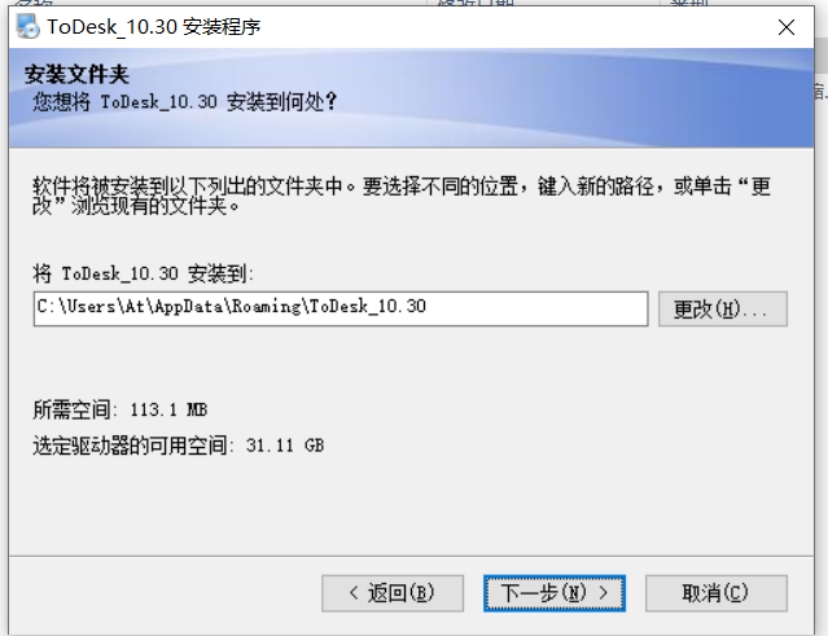 ToDesk_10.30 安装程序
安装文件夹
您想将 ToDesk_10.30 安装到何处?
软件将被安装到以下列出的文件夹中。要选择不同的位置，键入新的路径，或单击“更
改”浏览现有的文件夹。
将 ToDesk_10.30 安装到:
C:\Users\At\AppData\Roaming\ToDesk_10.30
更改(H)...
所需空间: 113.1 MB
选定驱动器的可用空间: 31.11 GB
< 返回(B)
下一步(N) >
取消(C)